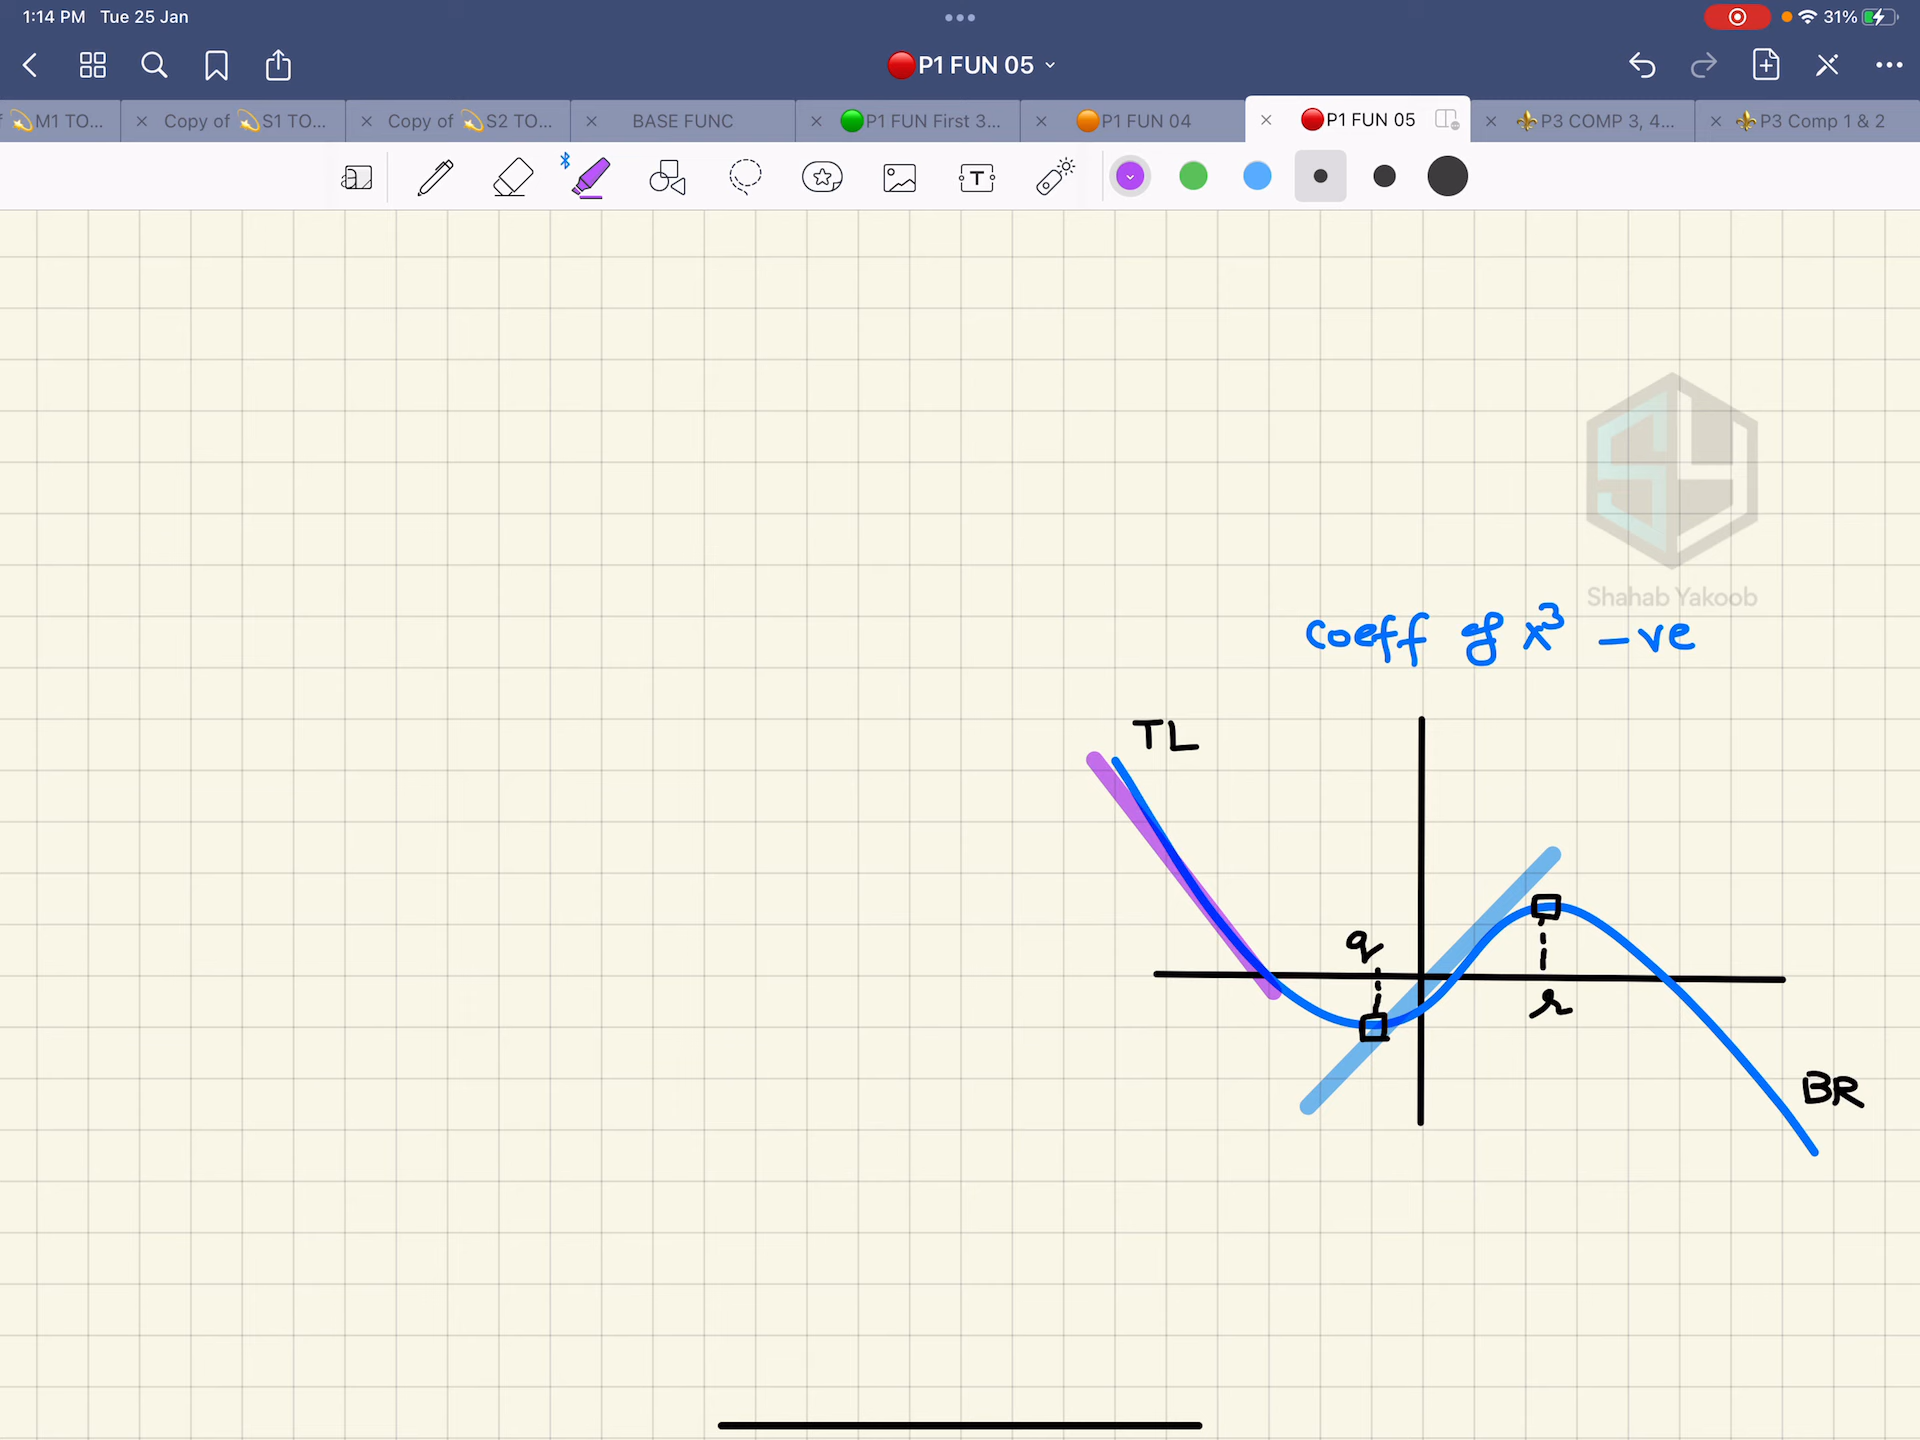 1:14 PM Tue 25 Jan
31%
P1 FUN 05
M1 TO...
Copy of S1 TO...
Copy of S2 TO...
BASE FUNC
P1 FUN First 3...
P1 FUN 04
P1 FUN 05
P3 COMP 3, 4...
P3 Comp 1 & 2
Shahab Yakoob
coeff of x³ -ve
TL
q
r
BR